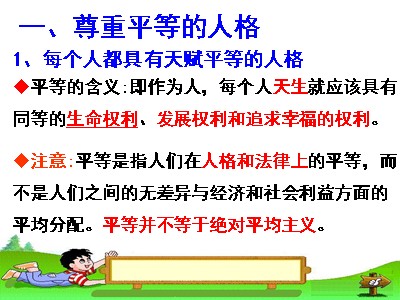 一、尊重平等的人格
1、每个人都具有天赋平等的人格
◆平等的含义:即作为人，每个人天生就应该具有
同等的生命权利、发展权利和追求幸福的权利。
◆注意:平等是指人们在人格和法律上的平等，而
不是人们之间的无差异与经济和社会利益方面的
平均分配。平等并不等于绝对平均主义。